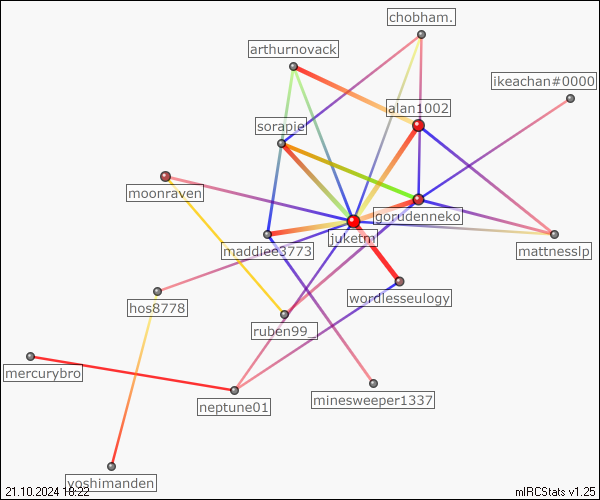 chobham.
arthurnovack
ikeachan#0000
alan1002
sorapie
moonraven
gorudenneko
juketm
maddiee3773
mattnesslp
wordlesseulogy
hos8778
ruben99_
mercurybro
minesweeper1337
neptune01
yoshimanden
21.10.2024 18:22
mIRCStats v1.25